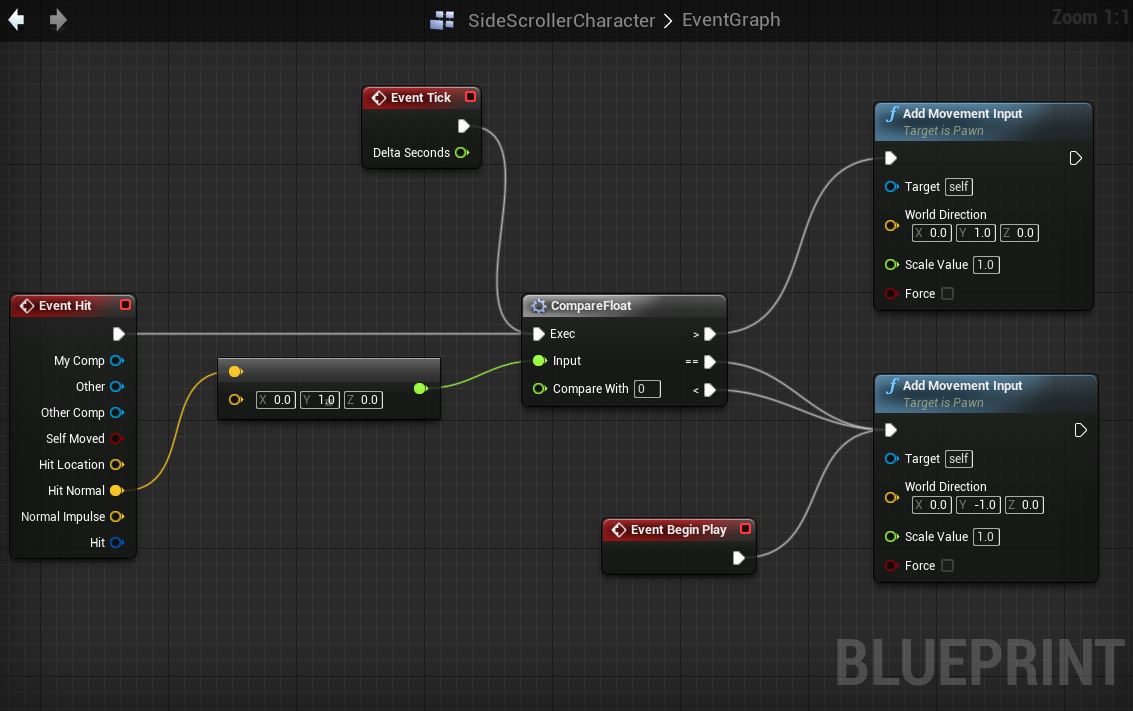 SideScrollerCharacter > EventGraph
Zoom 1:1
Event Tick
Delta Seconds
Add Movement Input
Target is Pawn
Target self
World Direction
X 0.0 Y 1.0 Z 0.0
Scale Value 1.0
Force
Event Hit
My Comp
Other
Other Comp
Self Moved
Hit Location
Hit Normal
Normal Impulse
Hit
X 0.0 Y 1.0 Z 0.0
CompareFloat
Exec >
Input ==
Compare With 0 <
Add Movement Input
Target is Pawn
Target self
World Direction
X 0.0 Y -1.0 Z 0.0
Scale Value 1.0
Force
Event Begin Play
BLUEPRINT